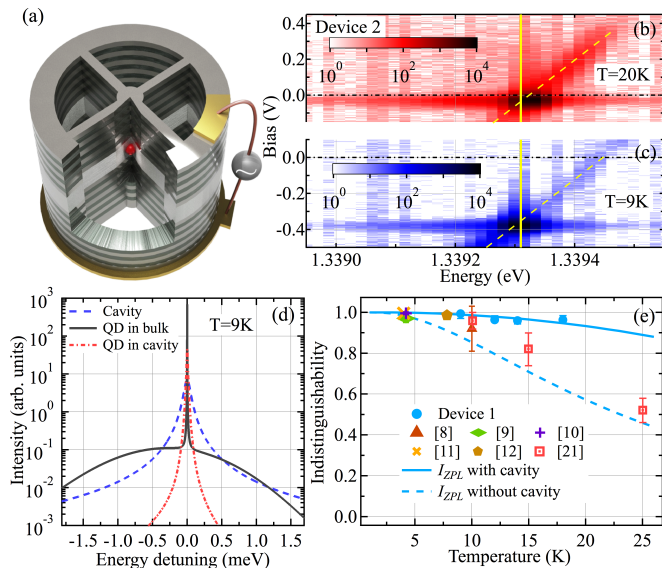 (a)
Device 2
(b)
10^0 10^2 10^4
T=20K
0.4
0.2
0.0
Bias (V)
(c)
10^0 10^2 10^4
T=9K
0.0
-0.2
-0.4
1.3390 1.3392 1.3394
Energy (eV)
(d)
T=9K
Cavity
QD in bulk
QD in cavity
10^3
10^2
10^1
10^0
10^-1
10^-2
10^-3
Intensity (arb. units)
-1.5 -1.0 -0.5 0.0 0.5 1.0 1.5
Energy detuning (meV)
(e)
1.0
0.8
0.6
0.4
0.2
0.0
Indistinguishability
Device 1
[8] [9] [10]
[11] [12] [21]
I_ZPL with cavity
I_ZPL without cavity
5 10 15 20 25
Temperature (K)